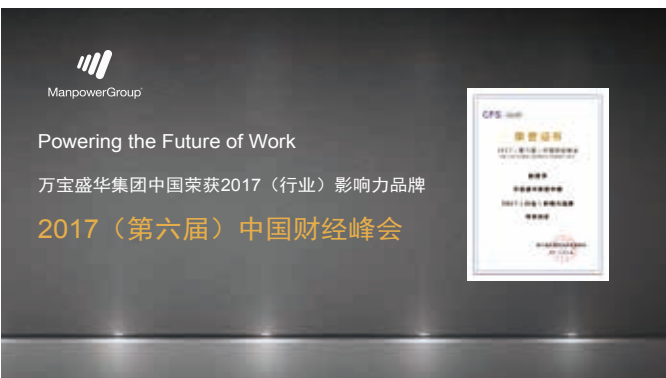 ManpowerGroup
Powering the Future of Work
万宝盛华集团中国荣获2017（行业）影响力品牌
2017（第六届）中国财经峰会
CFS
荣誉证书